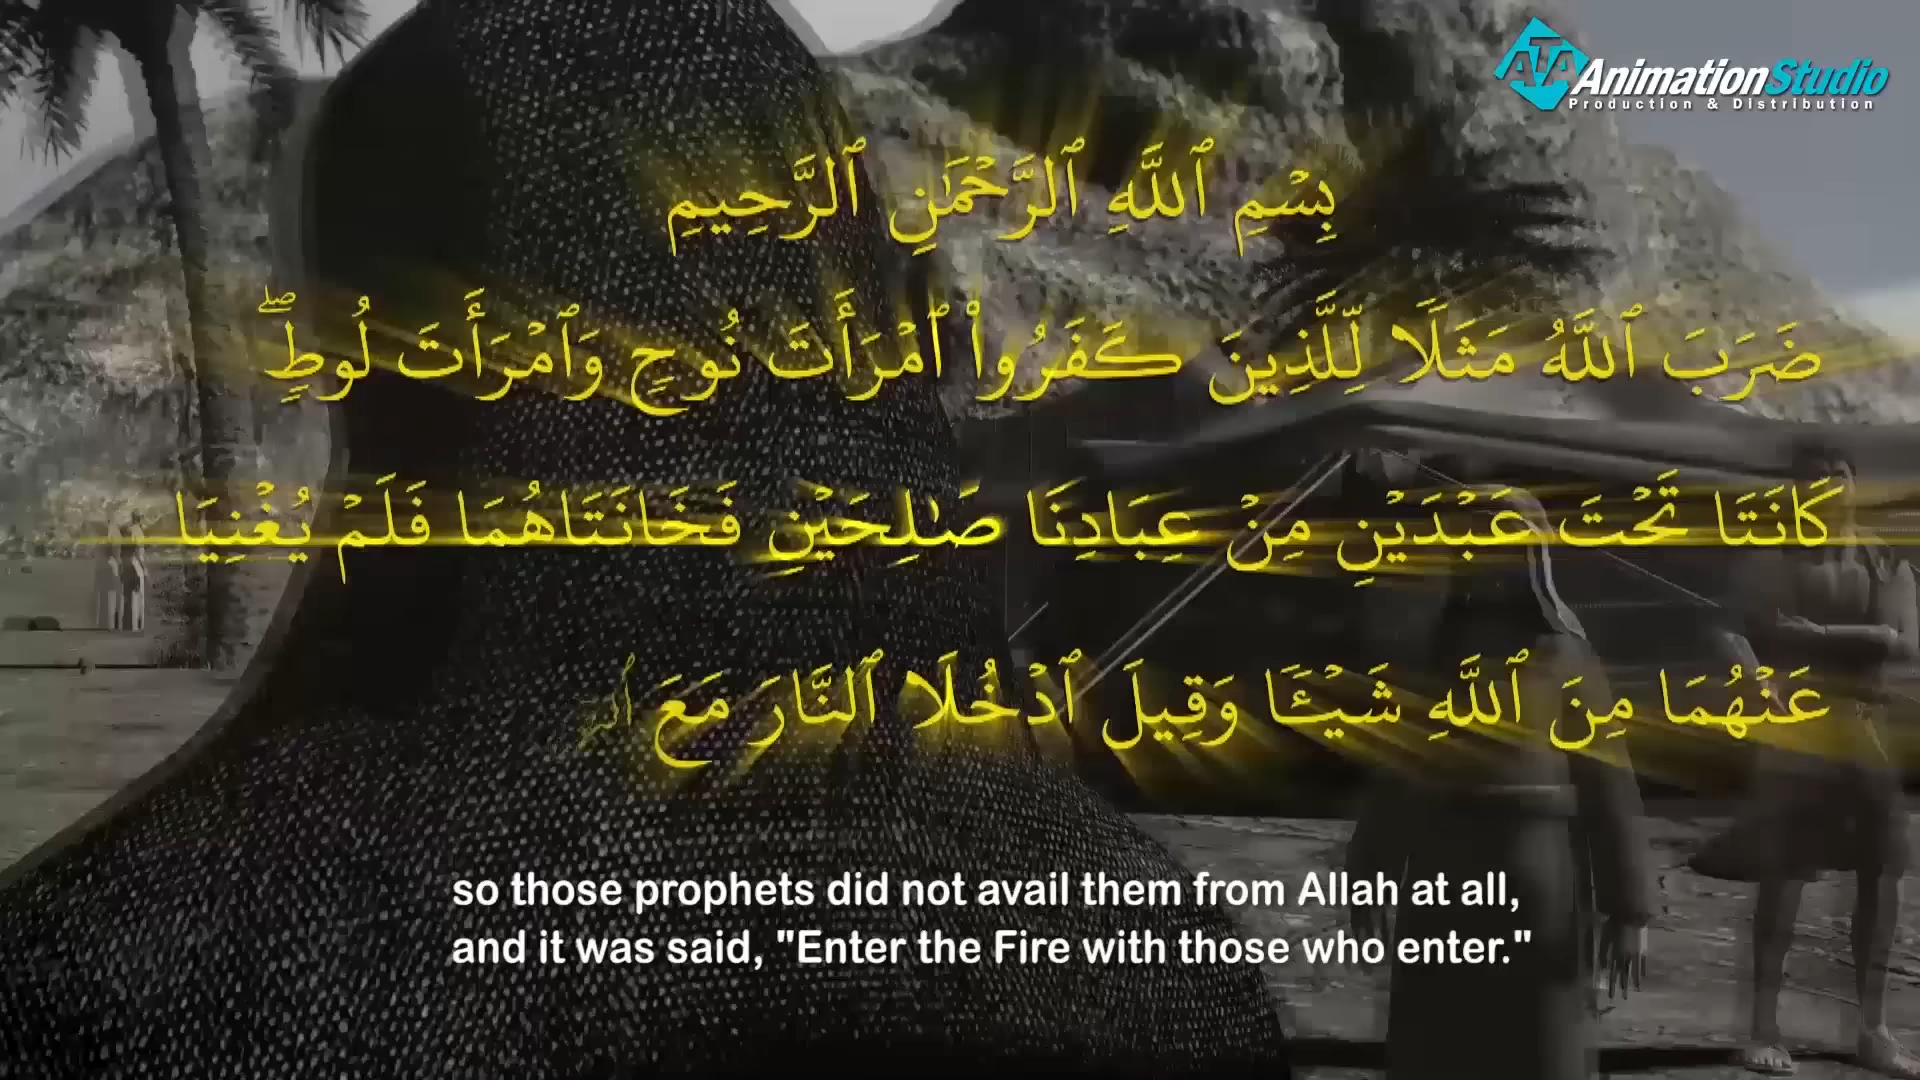 ATA AnimationStudio
Production & Distribution
بِسْمِ ٱللَّهِ ٱلرَّحْمَٰنِ ٱلرَّحِيمِ
ضَرَبَ ٱللَّهُ مَثَلًا لِّلَّذِينَ كَفَرُوا۟ ٱمْرَأَتَ نُوحٍ وَٱمْرَأَتَ لُوطٍ ۖ
كَانَتَا تَحْتَ عَبْدَيْنِ مِنْ عِبَادِنَا صَٰلِحَيْنِ فَخَانَتَاهُمَا فَلَمْ يُغْنِيَا
عَنْهُمَا مِنَ ٱللَّهِ شَيْـًٔا وَقِيلَ ٱدْخُلَا ٱلنَّارَ مَعَ
so those prophets did not avail them from Allah at all,
and it was said, "Enter the Fire with those who enter."